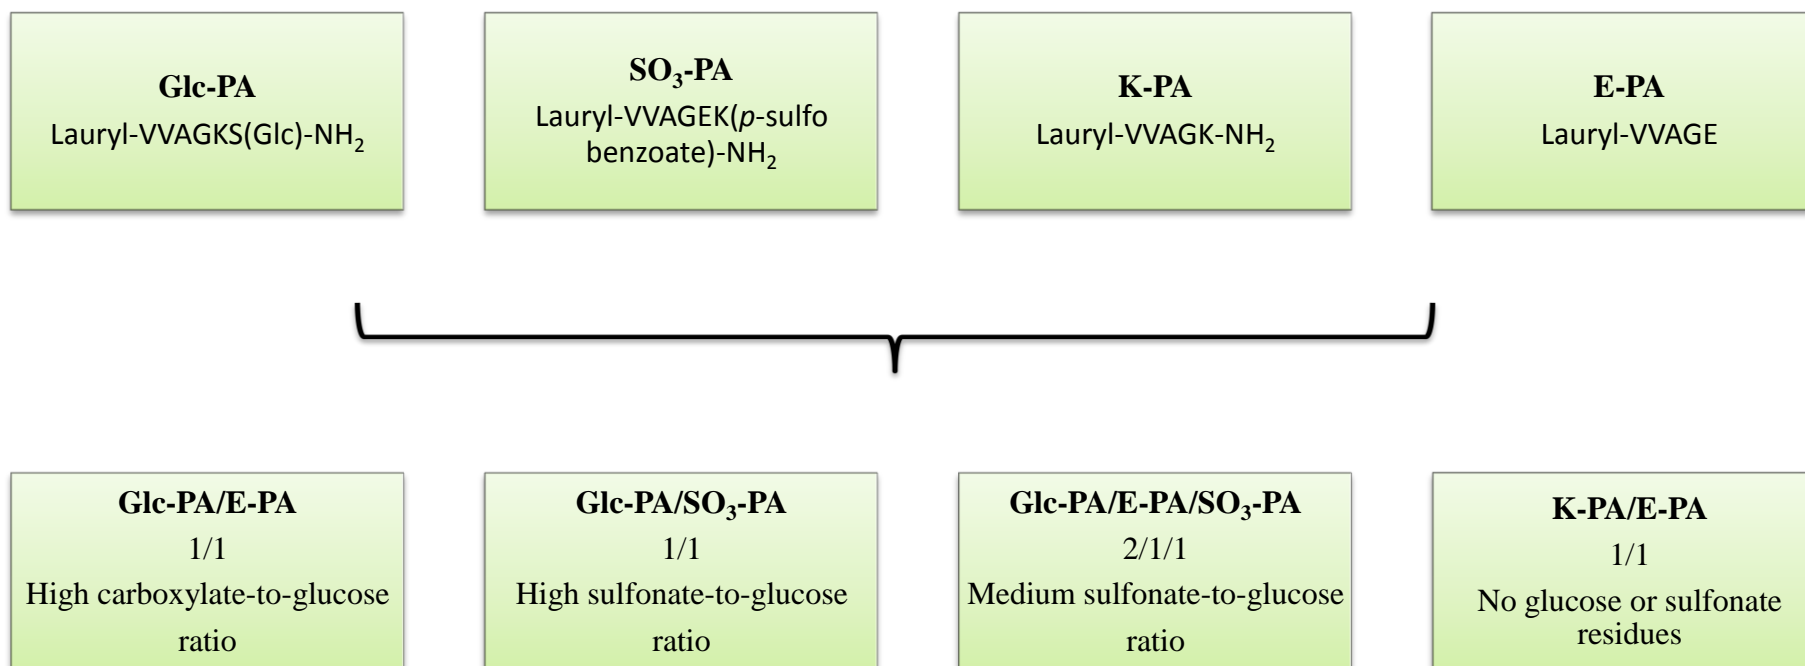 Glc-PA
Lauryl-VVAGKS(Glc)-NH₂
SO₃-PA
Lauryl-VVAGEK(p-sulfo
benzoate)-NH₂
K-PA
Lauryl-VVAGK-NH₂
E-PA
Lauryl-VVAGE
Glc-PA/E-PA
1/1
High carboxylate-to-glucose
ratio
Glc-PA/SO₃-PA
1/1
High sulfonate-to-glucose
ratio
Glc-PA/E-PA/SO₃-PA
2/1/1
Medium sulfonate-to-glucose
ratio
K-PA/E-PA
1/1
No glucose or sulfonate
residues